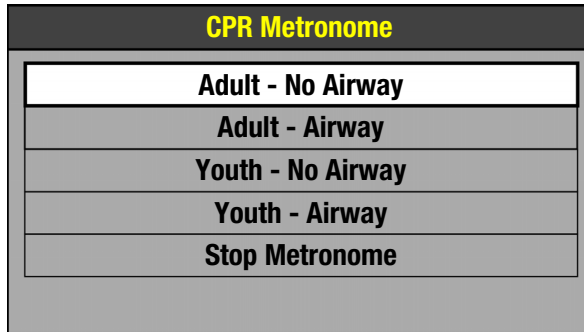 CPR Metronome
Adult - No Airway
Adult - Airway
Youth - No Airway
Youth - Airway
Stop Metronome